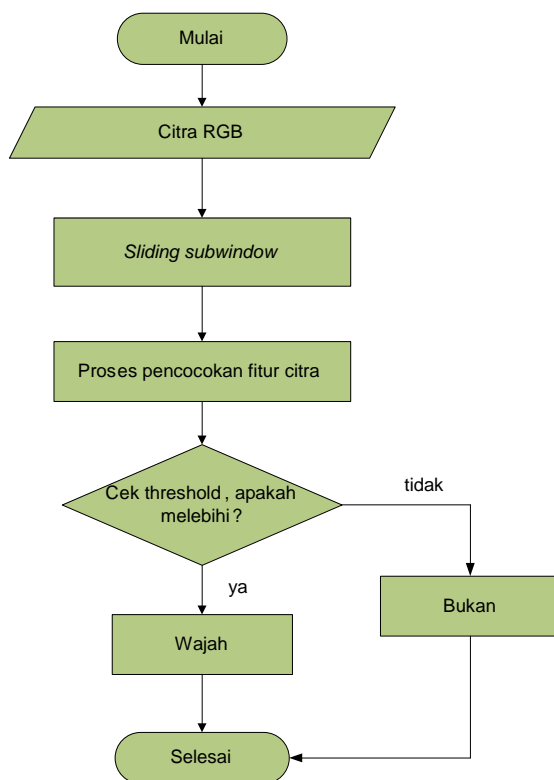 Mulai
Citra RGB
Sliding subwindow
Proses pencocokan fitur citra
Cek threshold , apakah
melebihi ?
tidak
ya
Bukan
Wajah
Selesai